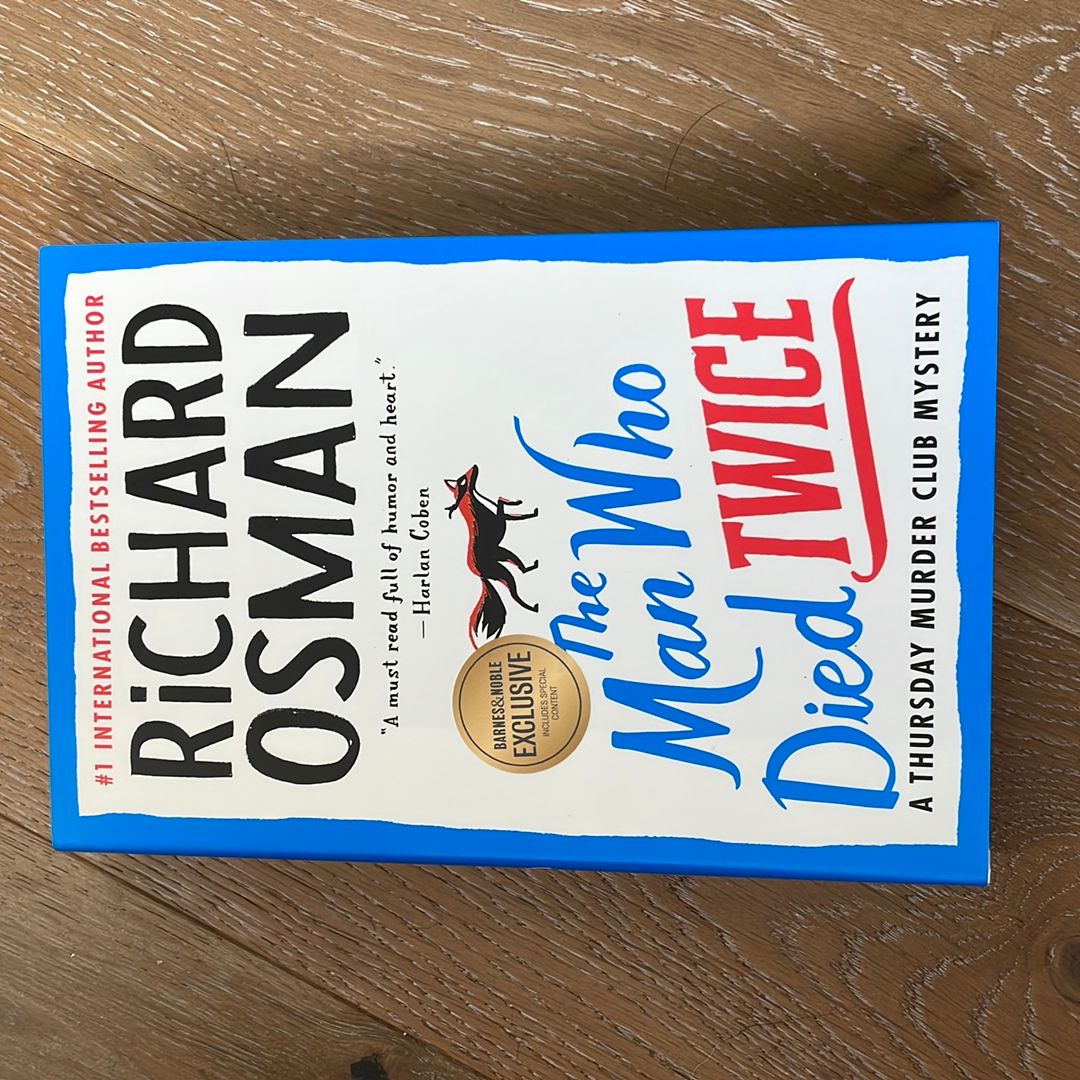 #1 INTERNATIONAL BESTSELLING AUTHOR
RiCHARD
OSMAN
"A must read full of humor and heart."
—Harlan Coben
BARNES&NOBLE
EXCLUSIVE
INCLUDES SPECIAL
CONTENT
The
Man Who
Died TWICE
A THURSDAY MURDER CLUB MYSTERY